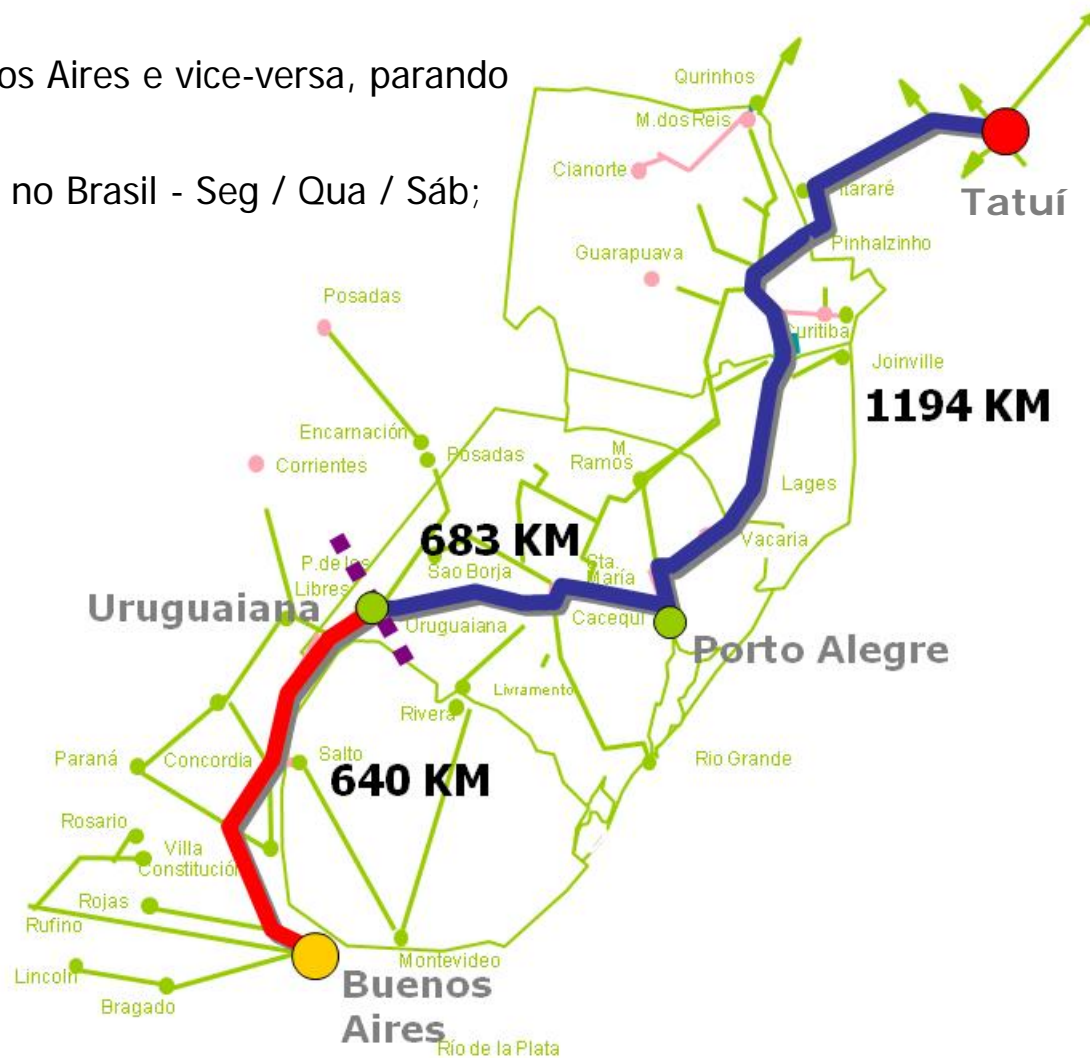 os Aires e vice-versa, parando
no Brasil - Seg / Qua / Sáb;
Qurinhos
M.dos Reis
Cianorte
Tatuí
Itararé
Pinhalzinho
Guarapuava
Posadas
Curitiba
Joinville
1194 KM
Encarnación
Posadas
M.
Ramos
Corrientes
Lages
683 KM
Vacaria
P.de los
Libres
Sao Borja
Sta.
María
Uruguaiana
Uruguaiana
Cacequi
Porto Alegre
Livramento
Rivera
Paraná
Concordia
Salto
640 KM
Rio Grande
Rosario
Villa
Constitución
Rojas
Rufino
Lincoln
Bragado
Montevideo
Buenos
Aires
Río de la Plata